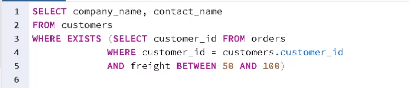 1 SELECT company_name, contact_name
2 FROM customers
3 WHERE EXISTS (SELECT customer_id FROM orders
4 WHERE customer_id = customers.customer_id
5 AND freight BETWEEN 50 AND 100)
6